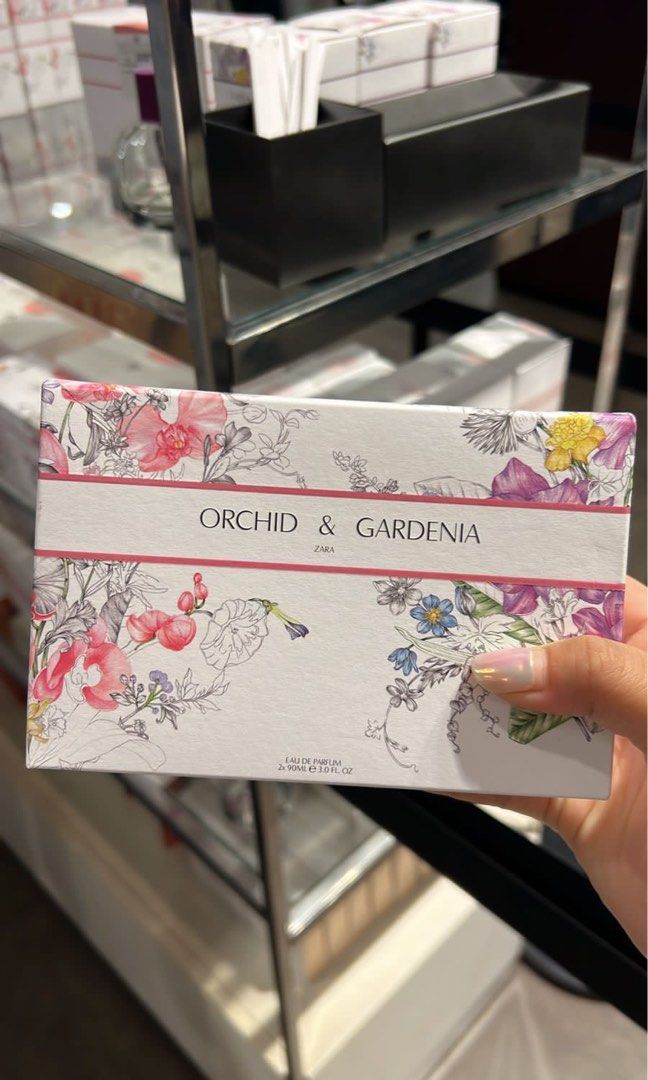 ORCHID & GARDENIA
ZARA
EAU DE PARFUM
2x 90ML ℮ 3.0 FL. OZ